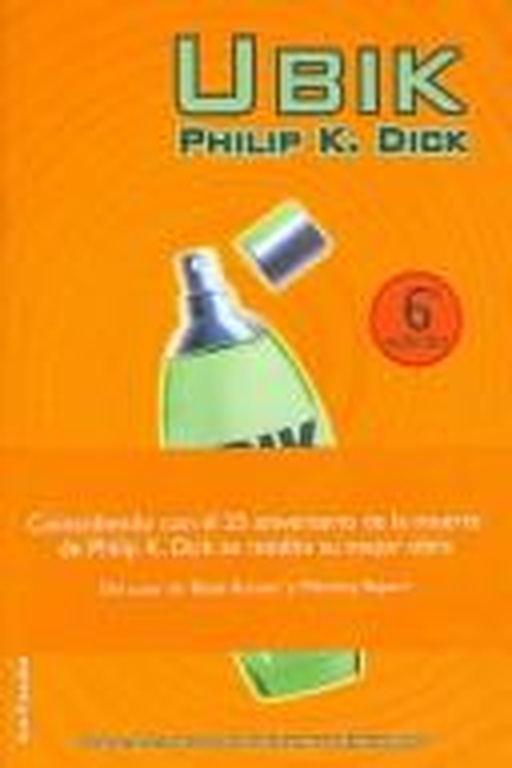 UBIK
PHILIP K. DICK
6
Coincidiendo con el 25 aniversario de la muerte
de Philip K. Dick se reedita su mejor obra
Del autor de Blade Runner y Minority Report